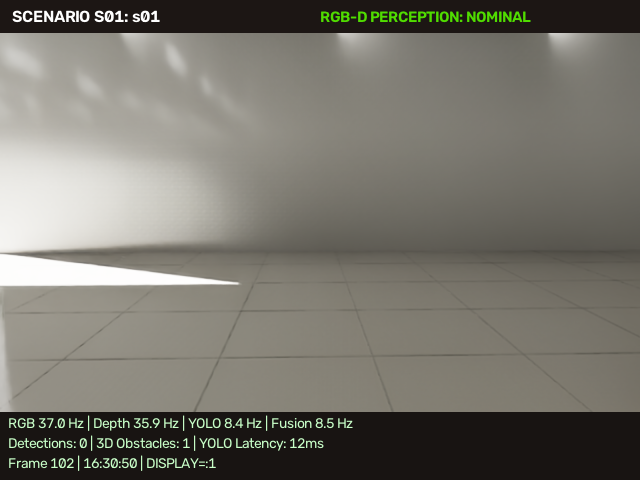 SCENARIO S01: s01
RGB-D PERCEPTION: NOMINAL
RGB 37.0 Hz | Depth 35.9 Hz | YOLO 8.4 Hz | Fusion 8.5 Hz
Detections: 0 | 3D Obstacles: 1 | YOLO Latency: 12ms
Frame 102 | 16:30:50 | DISPLAY=:1